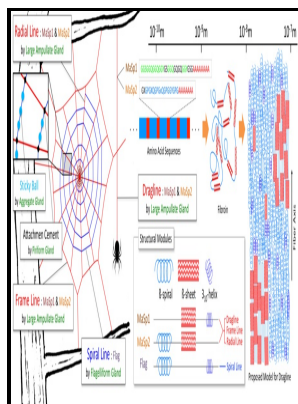 Radial Line : MaSp1 & MaSp2
by Large Ampullate Gland
Sticky Ball
by Aggregate Gland
Attachmen Cement
by Piriform Gland
Frame Line : MaSp1 & MaSp2
by Large Ampullate Gland
Spiral Line : Flag
by Flagelliform Gland
Dragline : MaSp1 & MaSp2
by Large Ampullate Gland
MaSp1
MaSp2
Amino Acid Sequences
Fibroin
Structural Modules
β-spiral
β-sheet
3₁₀-helix
MaSp1
MaSp2
Flag
Dragline
Frame Line
Radial Line
Spiral Line
Fiber Axis
Proposed Model for Dragline